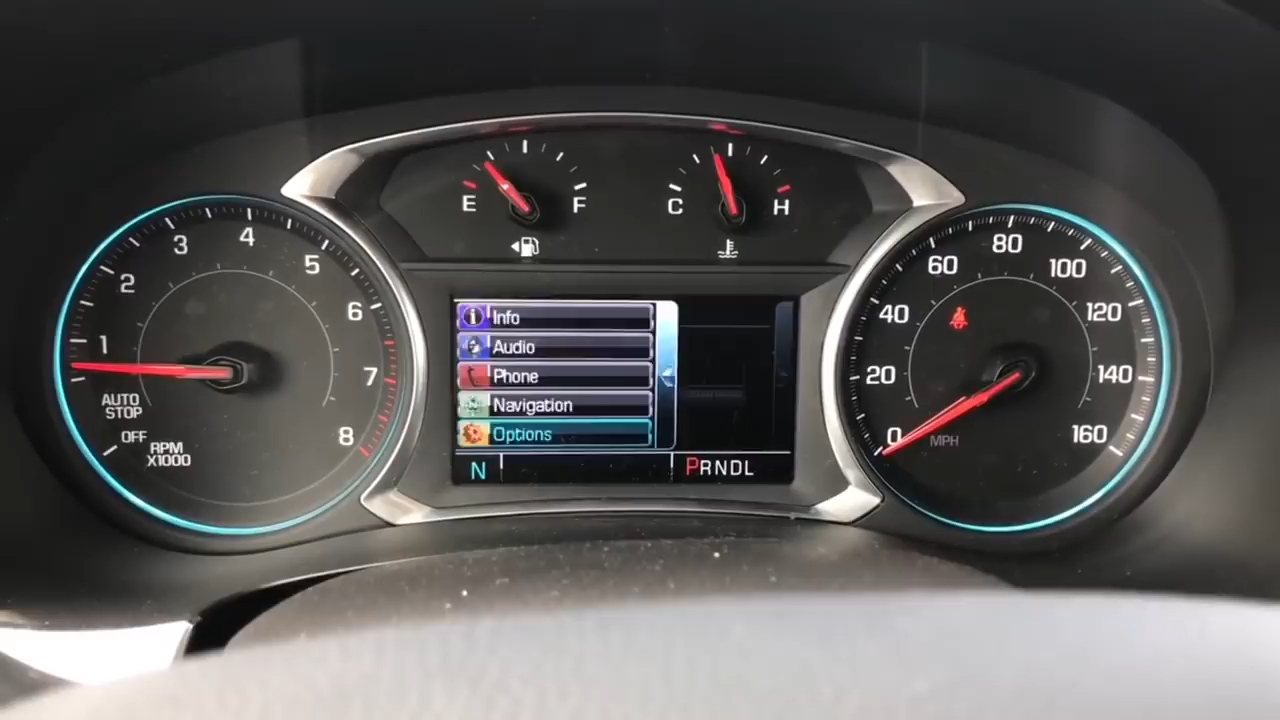 1
2
3
4
5
6
7
8
AUTO
STOP
OFF
RPM
X1000
E
F
C
H
Info
Audio
Phone
Navigation
Options
N
PRNDL
0
20
40
60
80
100
120
140
160
MPH